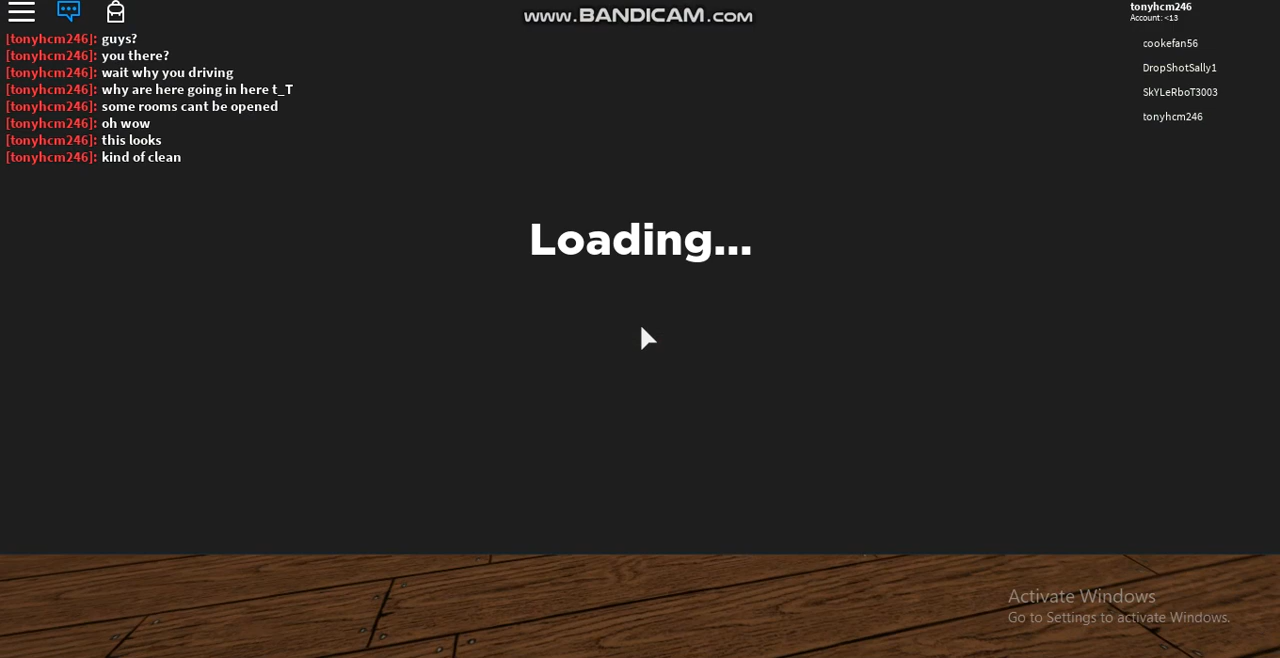 www.BANDICAM.com
tonyhcm246
Account: <13
[tonyhcm246]: guys?
[tonyhcm246]: you there?
[tonyhcm246]: wait why you driving
[tonyhcm246]: why are here going in here t_T
[tonyhcm246]: some rooms cant be opened
[tonyhcm246]: oh wow
[tonyhcm246]: this looks
[tonyhcm246]: kind of clean
cookefan56
DropShotSally1
SkYLeRboT3003
tonyhcm246
Loading...
Activate Windows
Go to Settings to activate Windows.